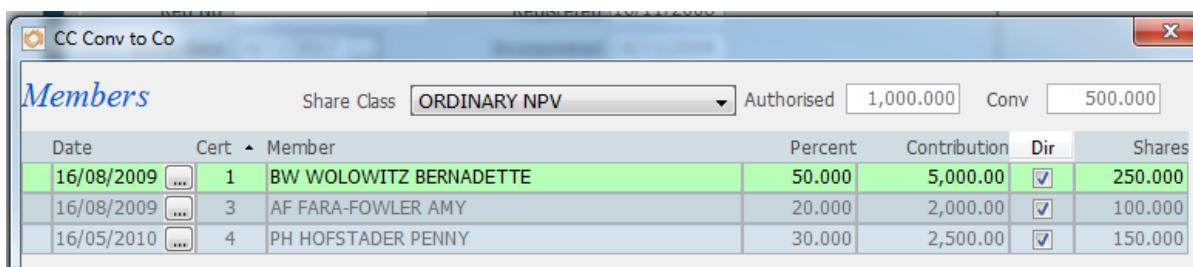 CC Conv to Co
Members Share Class ORDINARY NPV Authorised 1,000.000 Conv 500.000
Date Cert Member Percent Contribution Dir Shares
16/08/2009 ... 1 BW WOLOWITZ BERNADETTE 50.000 5,000.00 250.000
16/08/2009 ... 3 AF FARA-FOWLER AMY 20.000 2,000.00 100.000
16/05/2010 ... 4 PH HOFSTADER PENNY 30.000 2,500.00 150.000